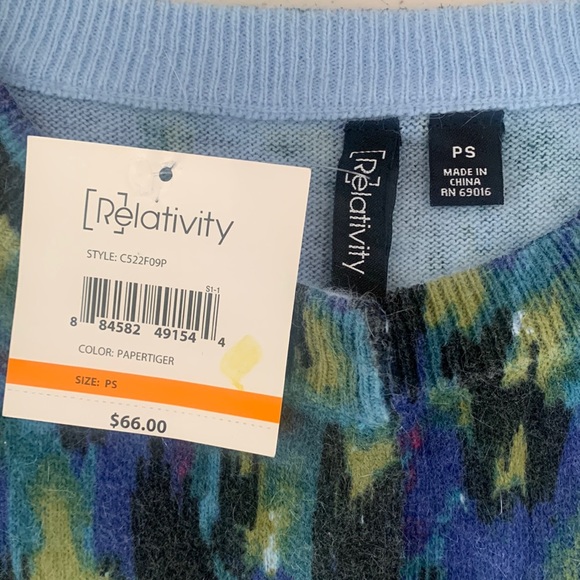 [Re]lativity
STYLE: C522F09P
S1-1
8 84582 49154 4
COLOR: PAPERTIGER
SIZE: PS
$66.00
[Re]lativity
PS
MADE IN
CHINA
RN 69016